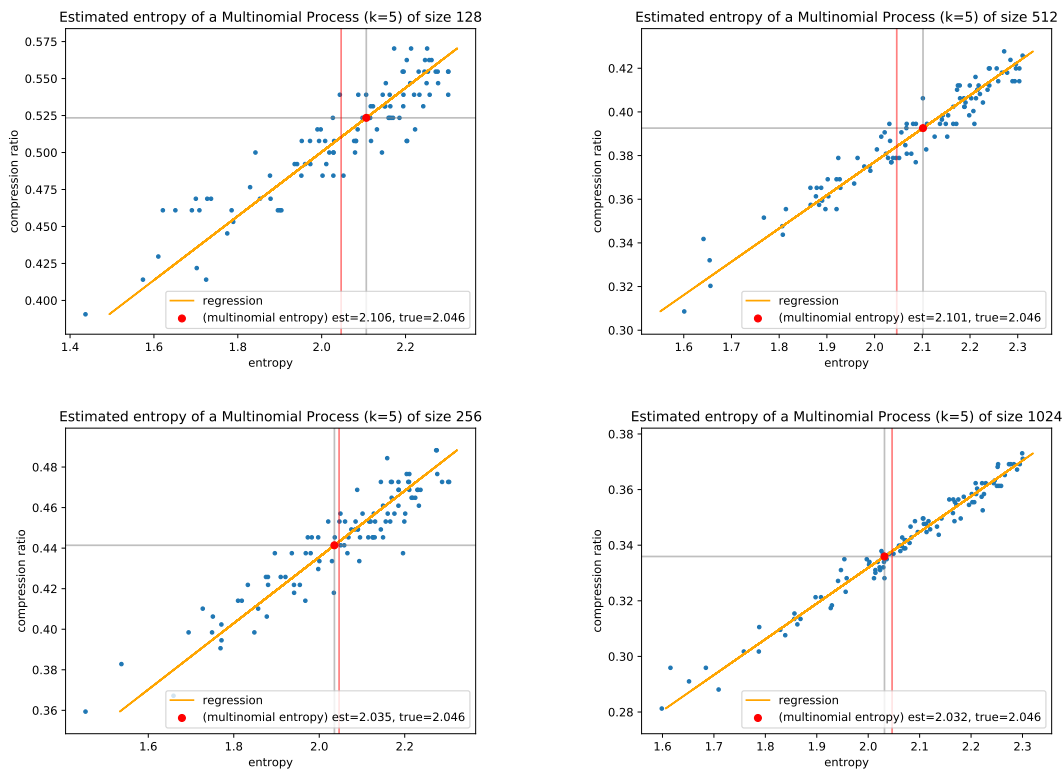 Estimated entropy of a Multinomial Process (k=5) of size 128
0.575
0.550
0.525
0.500
0.475
0.450
0.425
0.400
compression ratio
regression
(multinomial entropy) est=2.106, true=2.046
1.4 1.6 1.8 2.0 2.2
entropy
Estimated entropy of a Multinomial Process (k=5) of size 512
0.42
0.40
0.38
0.36
0.34
0.32
0.30
compression ratio
regression
(multinomial entropy) est=2.101, true=2.046
1.6 1.7 1.8 1.9 2.0 2.1 2.2 2.3
entropy
Estimated entropy of a Multinomial Process (k=5) of size 256
0.48
0.46
0.44
0.42
0.40
0.38
0.36
compression ratio
regression
(multinomial entropy) est=2.035, true=2.046
1.6 1.8 2.0 2.2
entropy
Estimated entropy of a Multinomial Process (k=5) of size 1024
0.38
0.36
0.34
0.32
0.30
0.28
compression ratio
regression
(multinomial entropy) est=2.032, true=2.046
1.6 1.7 1.8 1.9 2.0 2.1 2.2 2.3
entropy